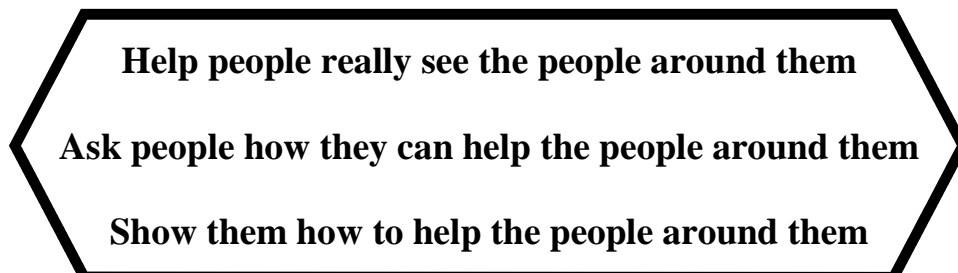 Help people really see the people around them
Ask people how they can help the people around them
Show them how to help the people around them